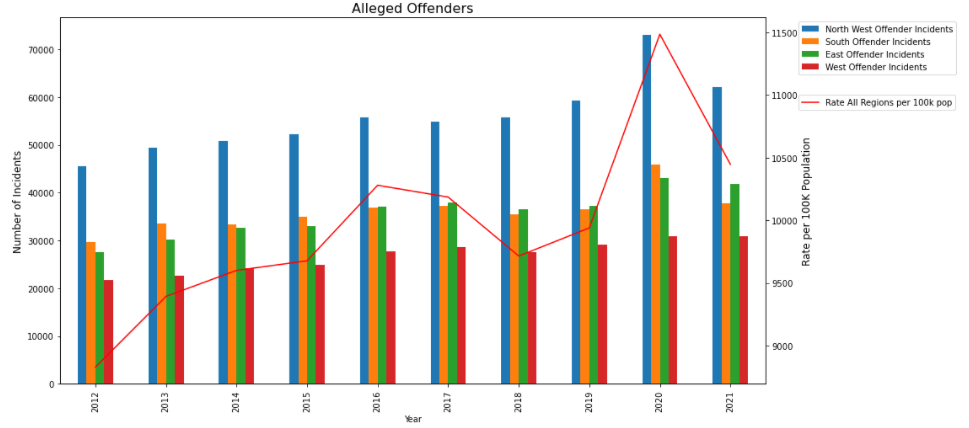 Alleged Offenders
70000
60000
50000
40000
30000
20000
10000
0
Number of Incidents
2012
2013
2014
2015
2016
2017
2018
2019
2020
2021
Year
11500
11000
10500
10000
9500
9000
Rate per 100K Population
North West Offender Incidents
South Offender Incidents
East Offender Incidents
West Offender Incidents
Rate All Regions per 100k pop